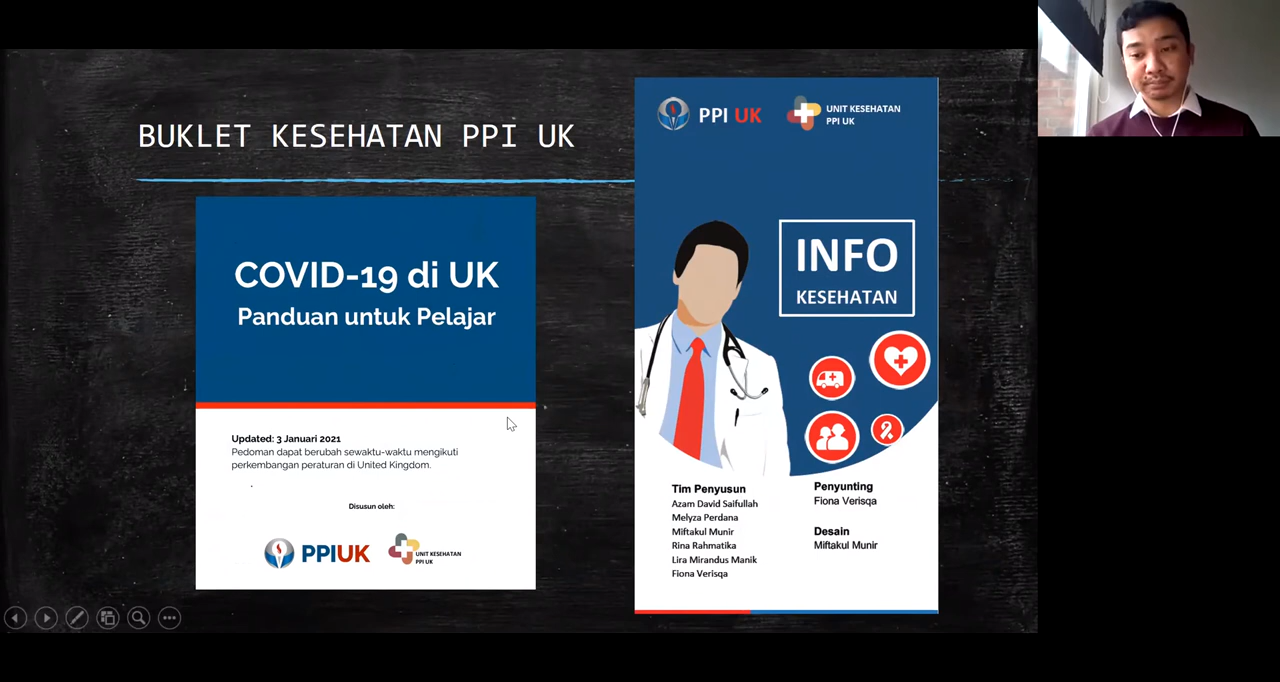 BUKLET KESEHATAN PPI UK
COVID-19 di UK
Panduan untuk Pelajar
Updated: 3 Januari 2021
Pedoman dapat berubah sewaktu-waktu mengikuti
perkembangan peraturan di United Kingdom.
Disusun oleh:
PPIUK
UNIT KESEHATAN
PPI UK
PPI UK
UNIT KESEHATAN
PPI UK
INFO
KESEHATAN
Tim Penyusun
Azam David Saifullah
Melyza Perdana
Miftakul Munir
Rina Rahmatika
Lira Mirandus Manik
Fiona Verisqa
Penyunting
Fiona Verisqa
Desain
Miftakul Munir